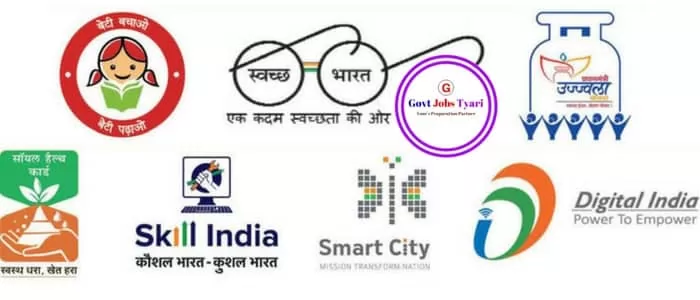 बेटी बचाओ
बेटी पढ़ाओ
स्वच्छ भारत
एक कदम स्वच्छता की ओर
G
Govt Jobs Tyari
प्रधानमंत्री
उज्ज्वला
सॉयल हैल्थ
कार्ड
स्वस्थ धरा, खेत हरा
Skill India
कौशल भारत - कुशल भारत
Smart City
MISSION TRANSFORM-NATION
Digital India
Power To Empower